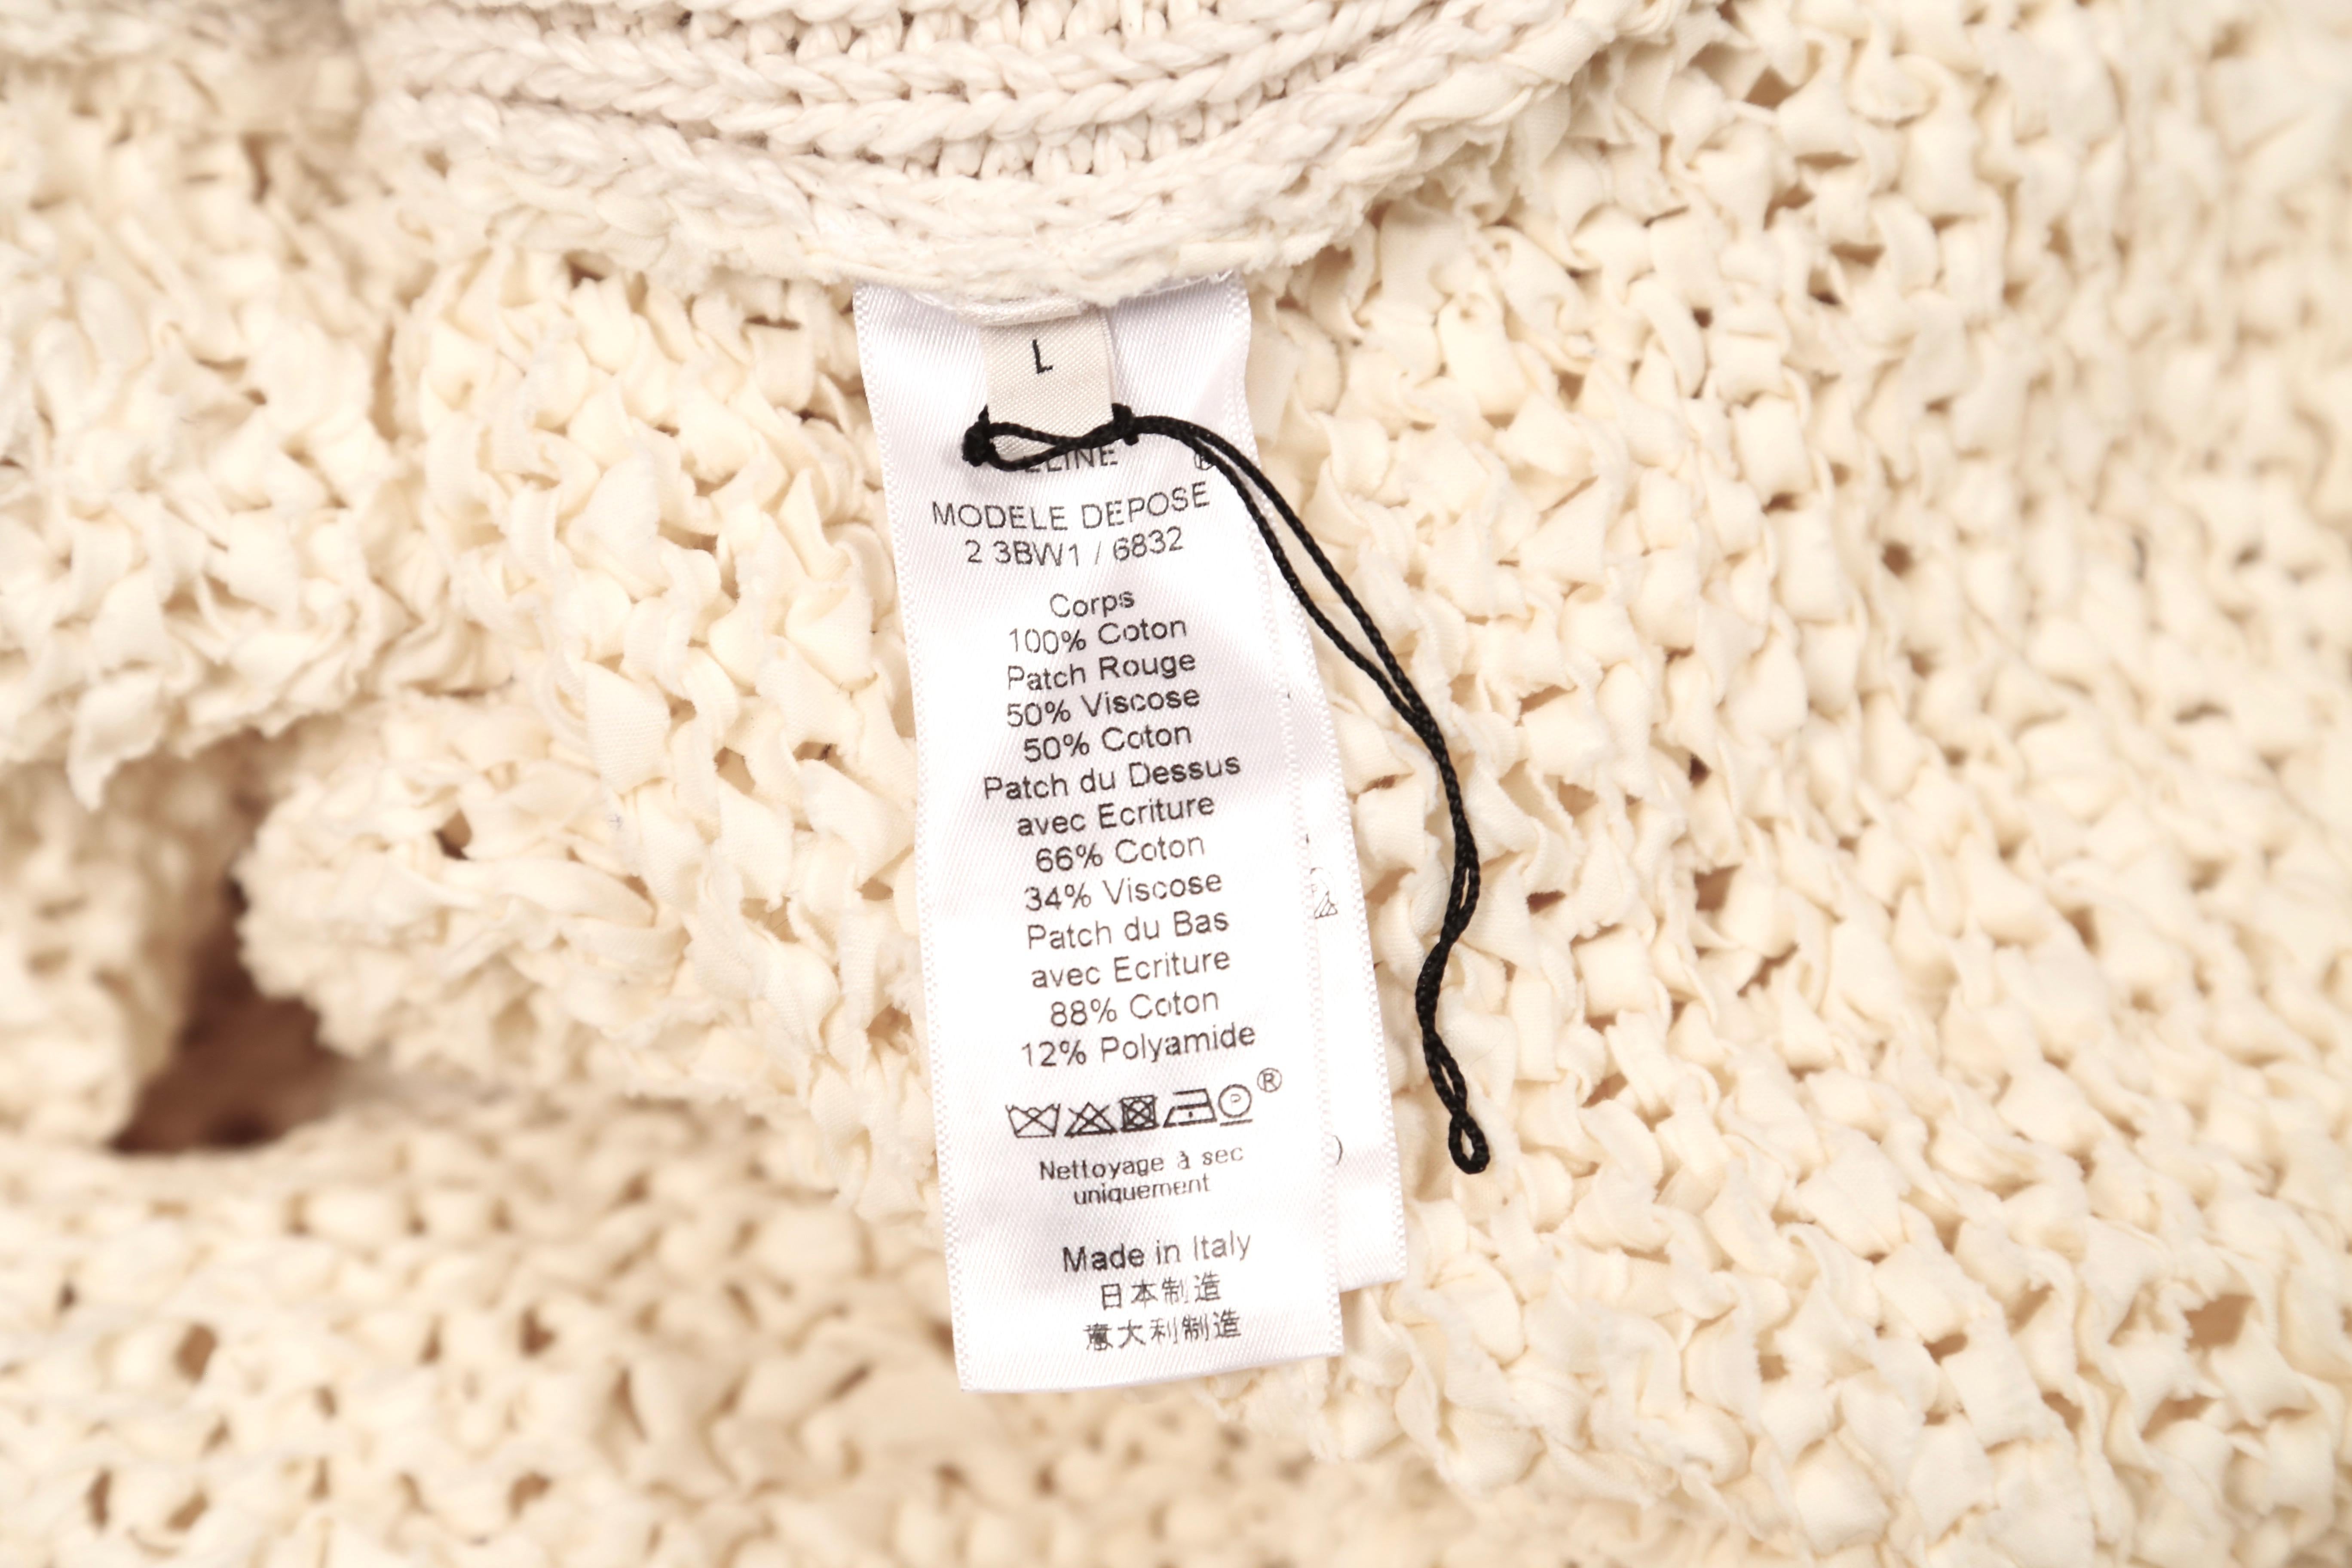 L
ELINE ®
MODELE DEPOSE
2 3BW1 / 6832
Corps
100% Coton
Patch Rouge
50% Viscose
50% Coton
Patch du Dessus
avec Ecriture
66% Coton
34% Viscose
Patch du Bas
avec Ecriture
88% Coton
12% Polyamide
P ®
Nettoyage à sec
uniquement
Made in Italy
日本制造
意大利制造